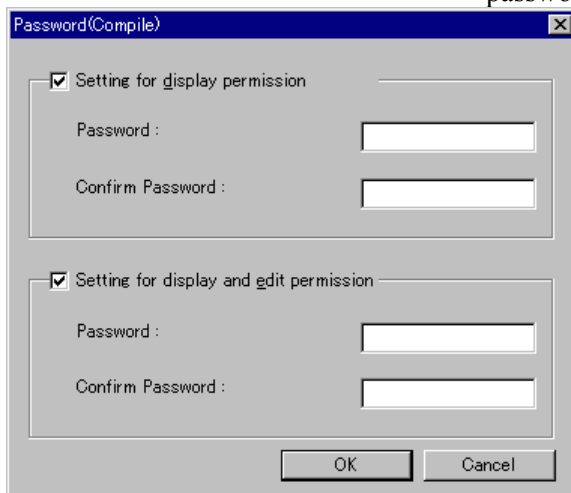 Password(Compile)
Setting for display permission
Password :
Confirm Password :
Setting for display and edit permission
Password :
Confirm Password :
OK Cancel